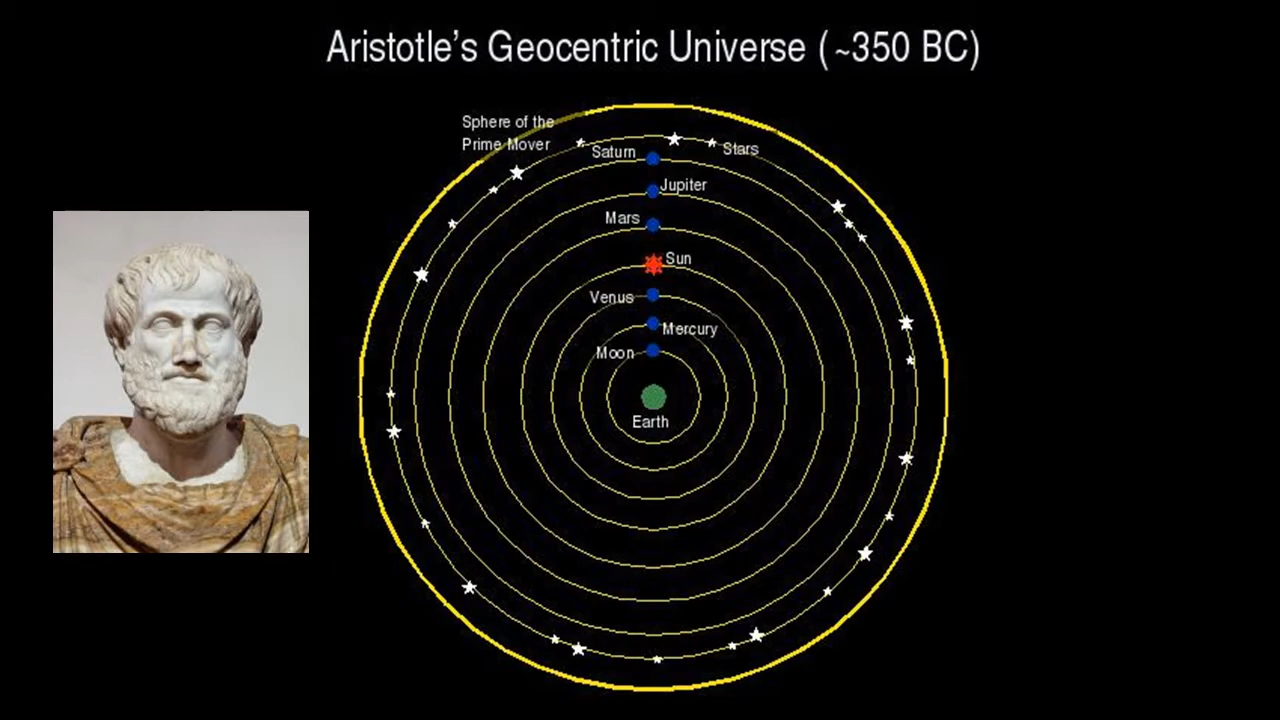 Aristotle's Geocentric Universe (~350 BC)
Sphere of the
Prime Mover
Saturn
Stars
Jupiter
Mars
Sun
Venus
Mercury
Moon
Earth